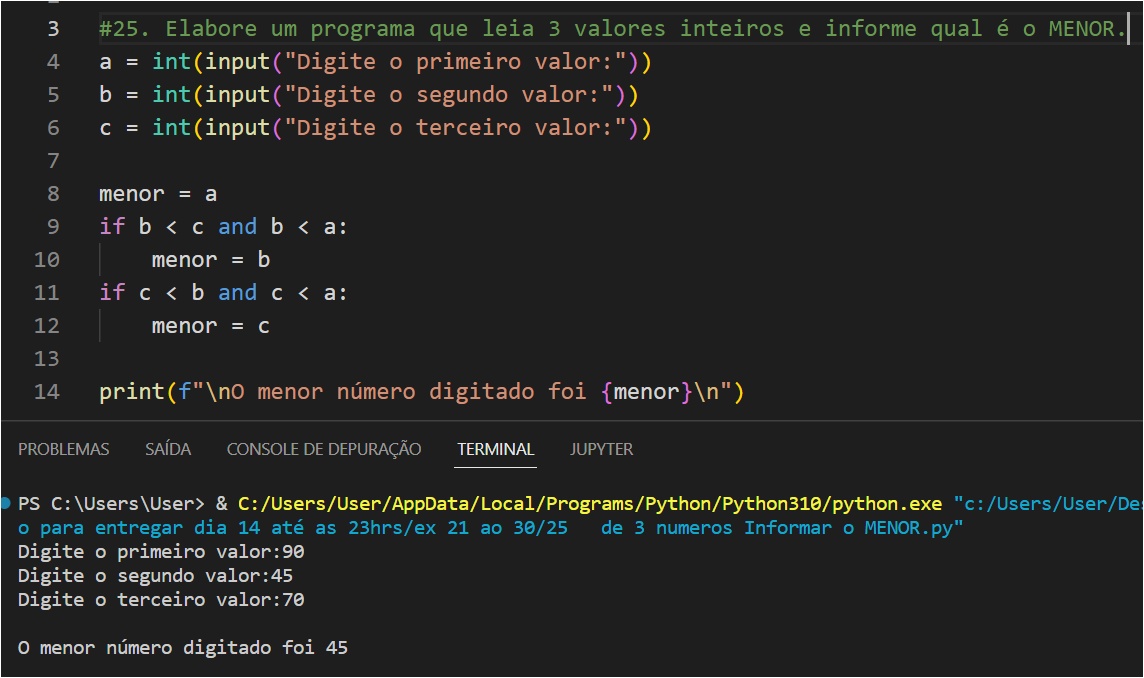 3 #25. Elabore um programa que leia 3 valores inteiros e informe qual é o MENOR.
4 a = int(input("Digite o primeiro valor:"))
5 b = int(input("Digite o segundo valor:"))
6 c = int(input("Digite o terceiro valor:"))
7
8 menor = a
9 if b < c and b < a:
10     menor = b
11 if c < b and c < a:
12     menor = c
13
14 print(f"\nO menor número digitado foi {menor}\n")
PROBLEMAS SAÍDA CONSOLE DE DEPURAÇÃO TERMINAL JUPYTER
PS C:\Users\User> & C:/Users/User/AppData/Local/Programs/Python/Python310/python.exe "c:/Users/User/Des
o para entregar dia 14 até as 23hrs/ex 21 ao 30/25   de 3 numeros Informar o MENOR.py"
Digite o primeiro valor:90
Digite o segundo valor:45
Digite o terceiro valor:70
O menor número digitado foi 45